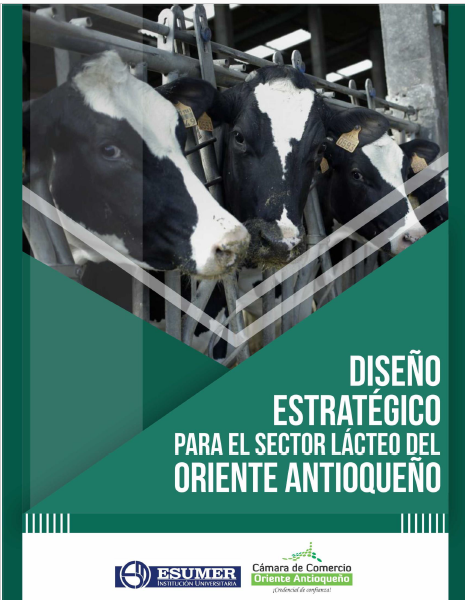 DISEÑO
ESTRATÉGICO
PARA EL SECTOR LÁCTEO DEL
ORIENTE ANTIOQUEÑO
ESUMER
INSTITUCIÓN UNIVERSITARIA
Cámara de Comercio
Oriente Antioqueño
¡Credencial de confianza!